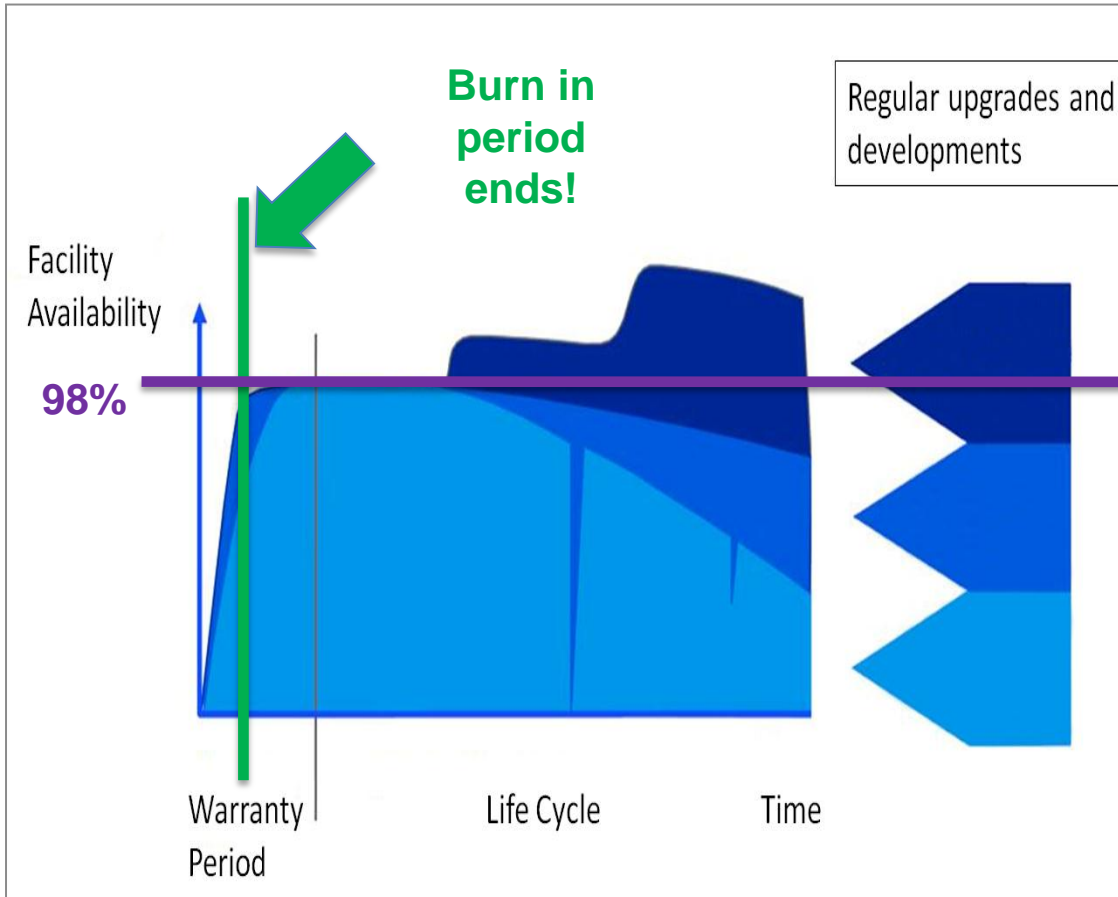 Burn in
period
ends!
Regular upgrades and
developments
Facility
Availability
98%
Warranty
Period
Life Cycle
Time